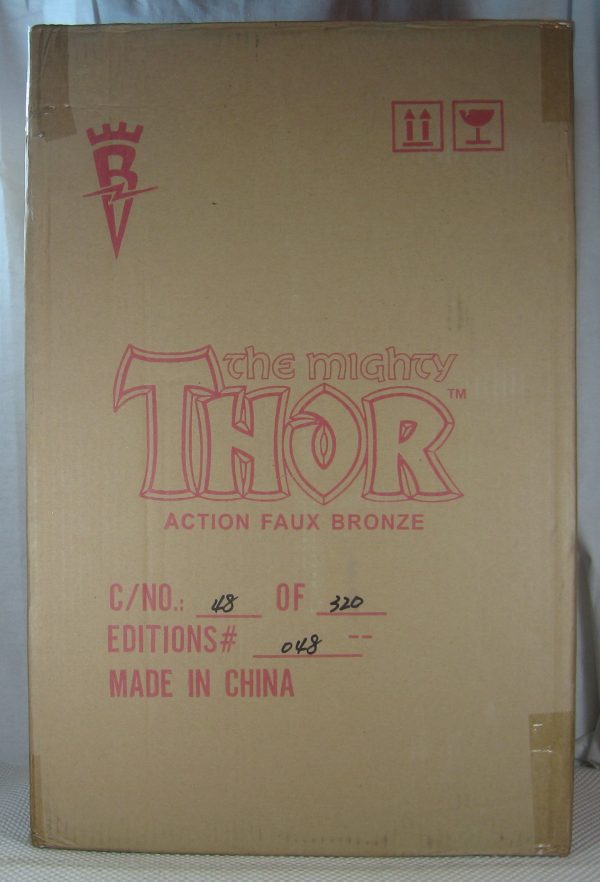 B
the mighty
THOR™
ACTION FAUX BRONZE
C/NO.: 48 OF 320
EDITIONS# 048 --
MADE IN CHINA